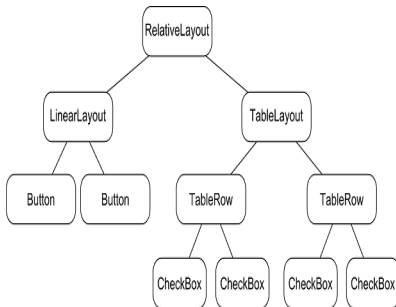 RelativeLayout
LinearLayout
TableLayout
Button
Button
TableRow
TableRow
CheckBox
CheckBox
CheckBox
CheckBox